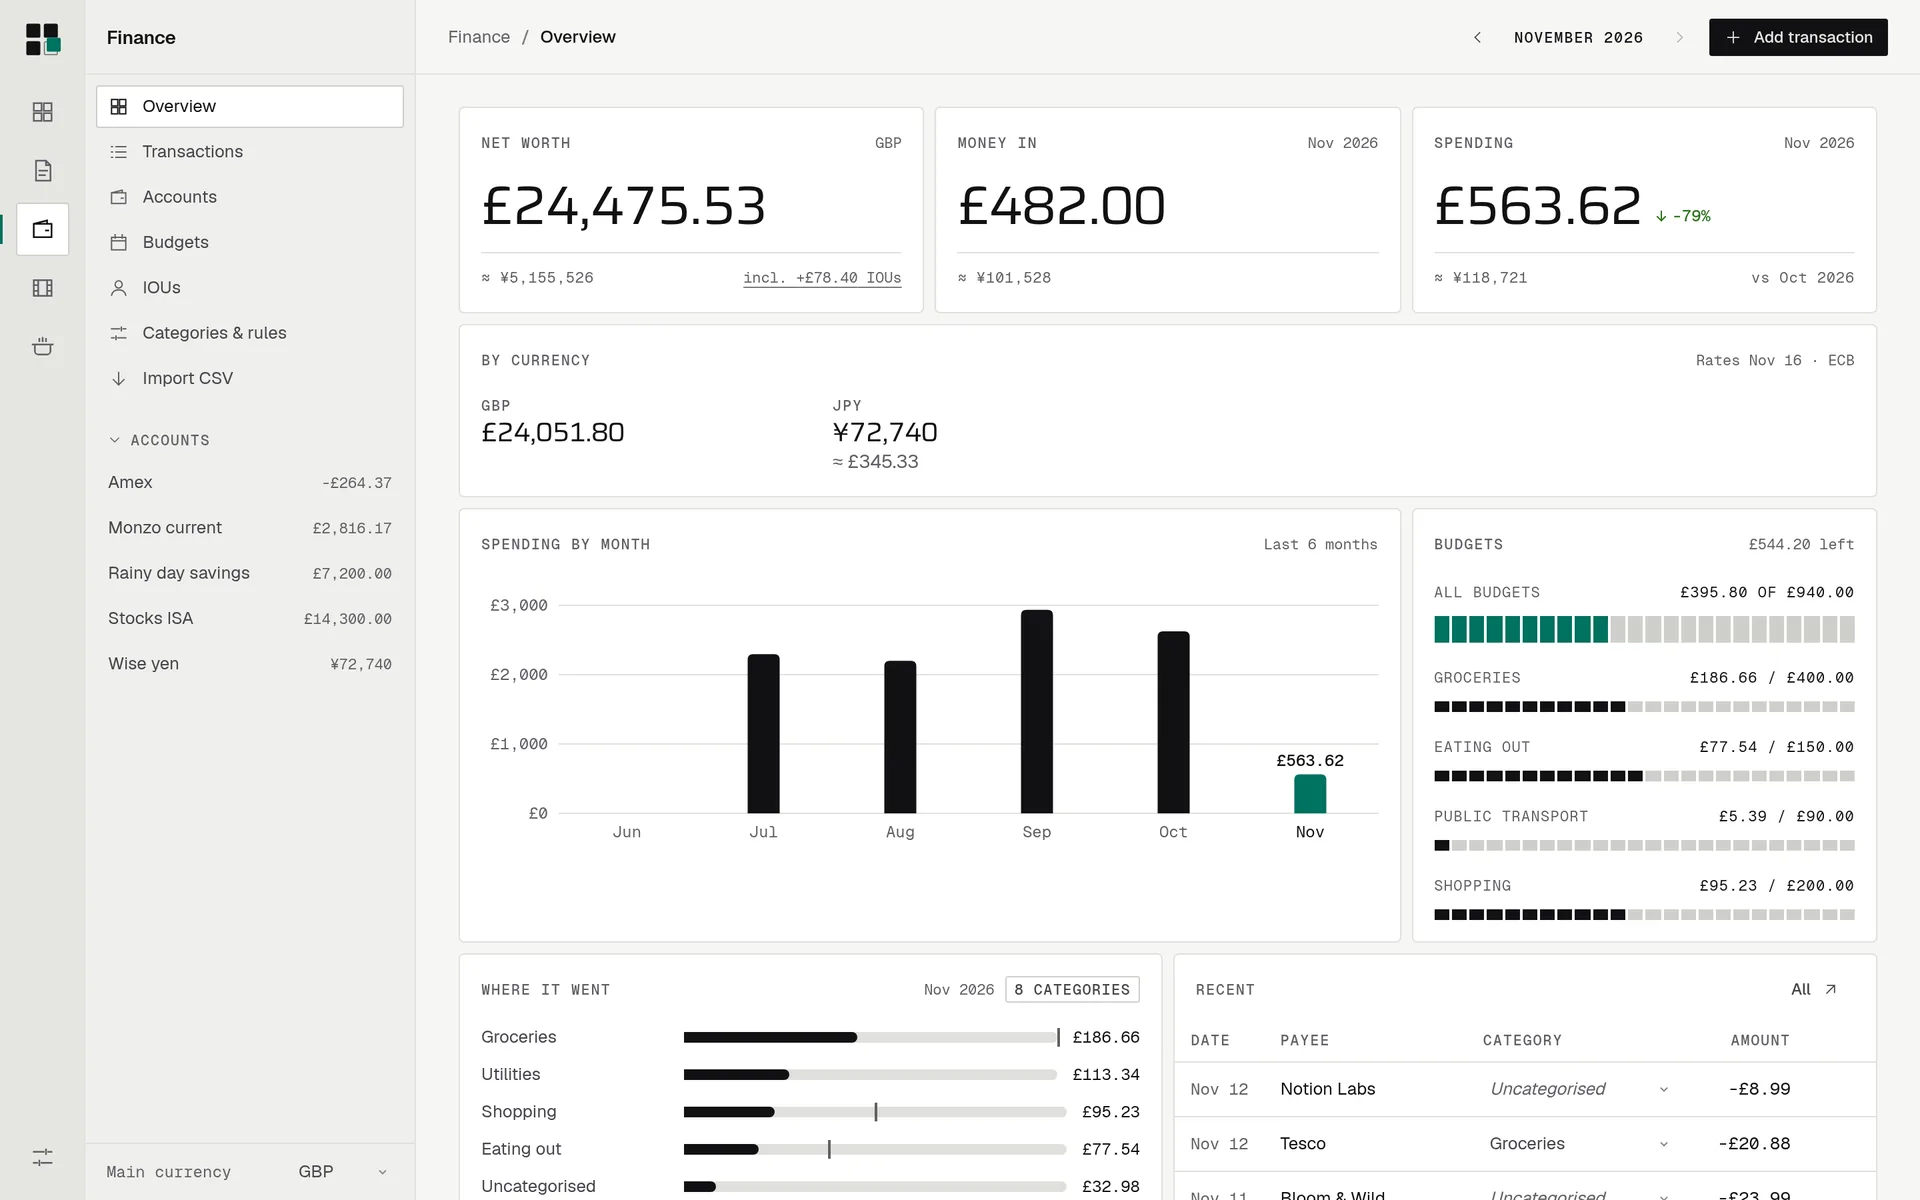 Finance
Overview
Transactions
Accounts
Budgets
IOUs
Categories & rules
Import CSV
ACCOUNTS
Amex -£264.37
Monzo current £2,816.17
Rainy day savings £7,200.00
Stocks ISA £14,300.00
Wise yen ¥72,740
Main currency GBP
Finance / Overview
NOVEMBER 2026
Add transaction
NET WORTH GBP
£24,475.53
≈ ¥5,155,526 incl. +£78.40 IOUs
MONEY IN Nov 2026
£482.00
≈ ¥101,528
SPENDING Nov 2026
£563.62 ↓ -79%
≈ ¥118,721 vs Oct 2026
BY CURRENCY Rates Nov 16 · ECB
GBP
£24,051.80
JPY
¥72,740
≈ £345.33
SPENDING BY MONTH Last 6 months
£3,000
£2,000
£1,000
£0
£563.62
Jun Jul Aug Sep Oct Nov
BUDGETS £544.20 left
ALL BUDGETS £395.80 OF £940.00
GROCERIES £186.66 / £400.00
EATING OUT £77.54 / £150.00
PUBLIC TRANSPORT £5.39 / £90.00
SHOPPING £95.23 / £200.00
WHERE IT WENT Nov 2026 8 CATEGORIES
Groceries £186.66
Utilities £113.34
Shopping £95.23
Eating out £77.54
Uncategorised £32.98
RECENT All
DATE PAYEE CATEGORY AMOUNT
Nov 12 Notion Labs Uncategorised -£8.99
Nov 12 Tesco Groceries -£20.88
Nov 11 Bloom & Wild Uncategorised -£23.99